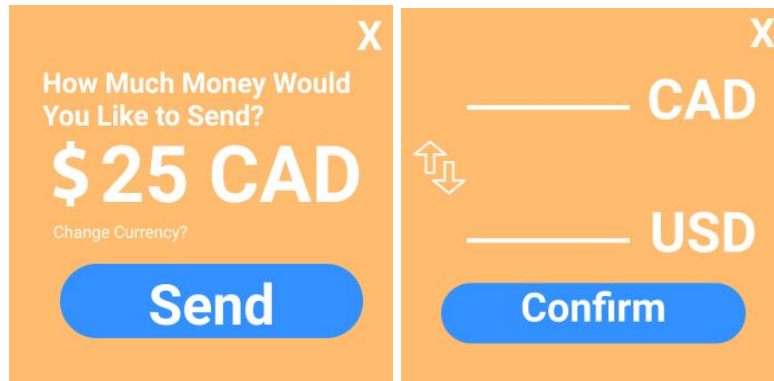 X
How Much Money Would
You Like to Send?
$ 25 CAD
Change Currency?
Send
X
CAD
USD
Confirm